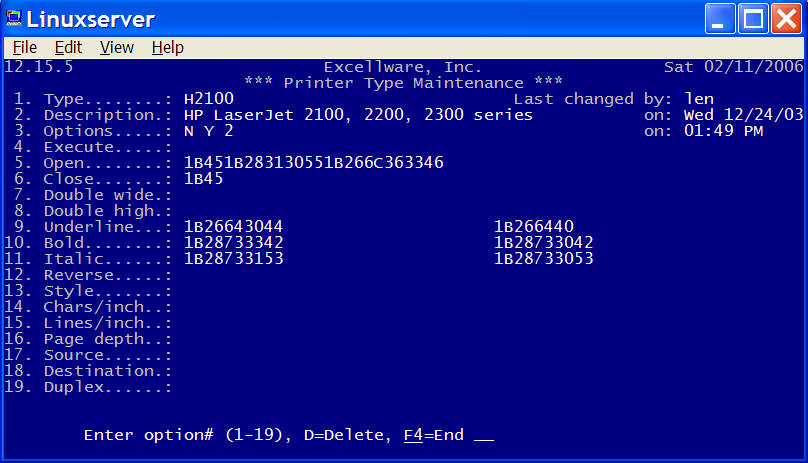 Linuxserver
File Edit View Help
12.15.5 Excellware, Inc. Sat 02/11/2006
*** Printer Type Maintenance ***
1. Type........: H2100 Last changed by: len
2. Description.: HP LaserJet 2100, 2200, 2300 series on: Wed 12/24/03
3. Options.....: N Y 2 on: 01:49 PM
4. Execute.....:
5. Open........: 1B451B283130551B266C363346
6. Close.......: 1B45
7. Double wide.:
8. Double high.:
9. Underline...: 1B26643044 1B266440
10. Bold........: 1B28733342 1B28733042
11. Italic......: 1B28733153 1B28733053
12. Reverse.....:
13. Style.......:
14. Chars/inch..:
15. Lines/inch..:
16. Page depth..:
17. Source......:
18. Destination.:
19. Duplex......:
Enter option# (1-19), D=Delete, F4=End __